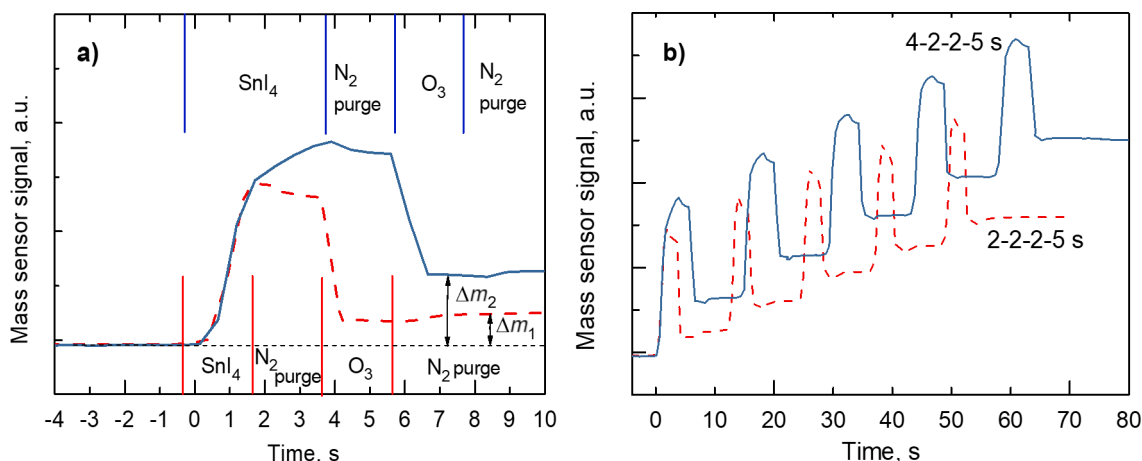 a)
SnI₄
N₂
purge
O₃
N₂
purge
Mass sensor signal, a.u.
Δm₂
Δm₁
SnI₄
N₂
purge
O₃
N₂ purge
-4 -3 -2 -1 0 1 2 3 4 5 6 7 8 9 10
Time, s
b)
4-2-2-5 s
Mass sensor signal, a.u.
2-2-2-5 s
0 10 20 30 40 50 60 70 80
Time, s